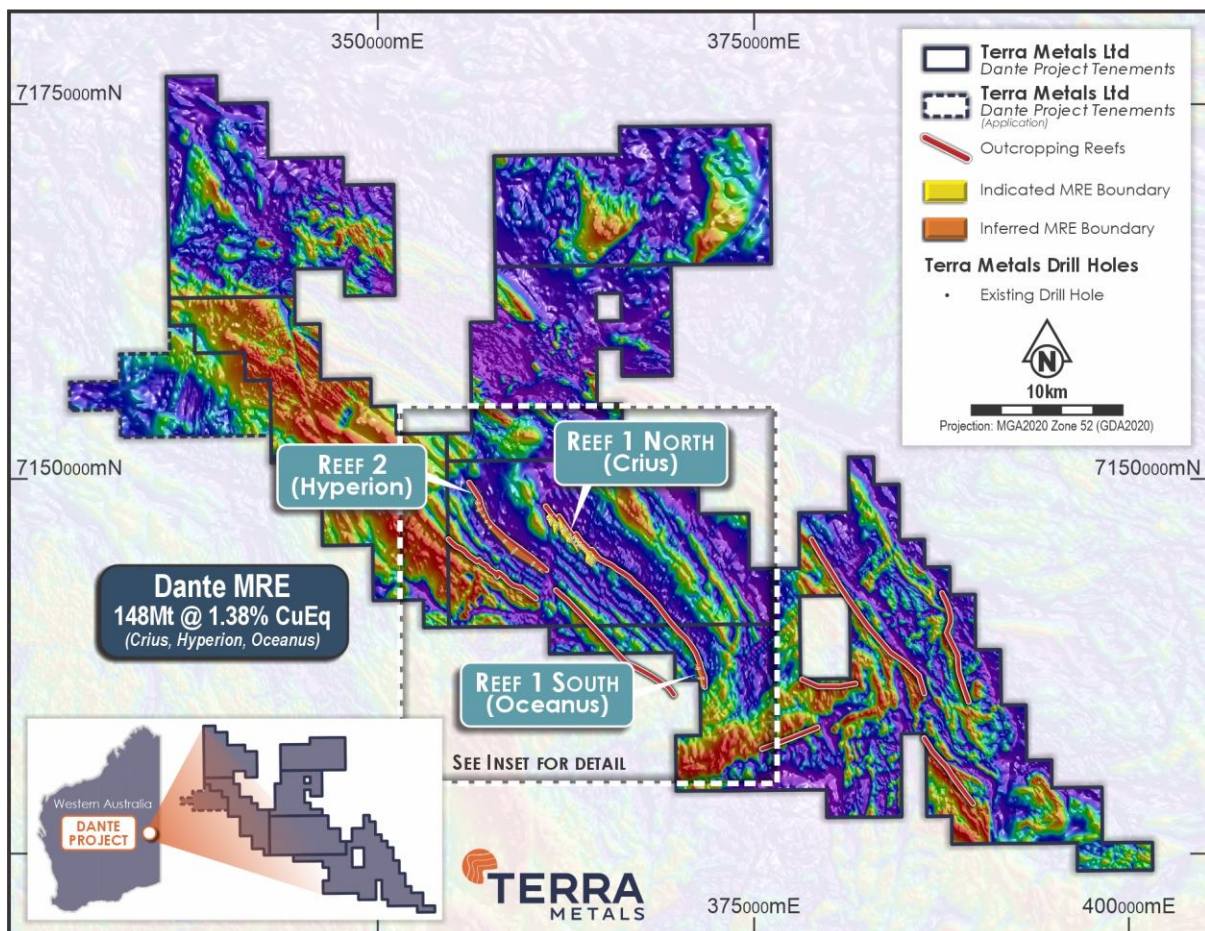 350000mE
375000mE
7175000mN
Terra Metals Ltd
Dante Project Tenements
Terra Metals Ltd
Dante Project Tenements
(Application)
Outcropping Reefs
Indicated MRE Boundary
Inferred MRE Boundary
Terra Metals Drill Holes
Existing Drill Hole
N
10km
Projection: MGA2020 Zone 52 (GDA2020)
7150000mN
7150000mN
REEF 1 NORTH
(Crius)
REEF 2
(Hyperion)
Dante MRE
148Mt @ 1.38% CuEq
(Crius, Hyperion, Oceanus)
REEF 1 SOUTH
(Oceanus)
SEE INSET FOR DETAIL
Western Australia
DANTE
PROJECT
TERRA
METALS
375000mE
400000mE